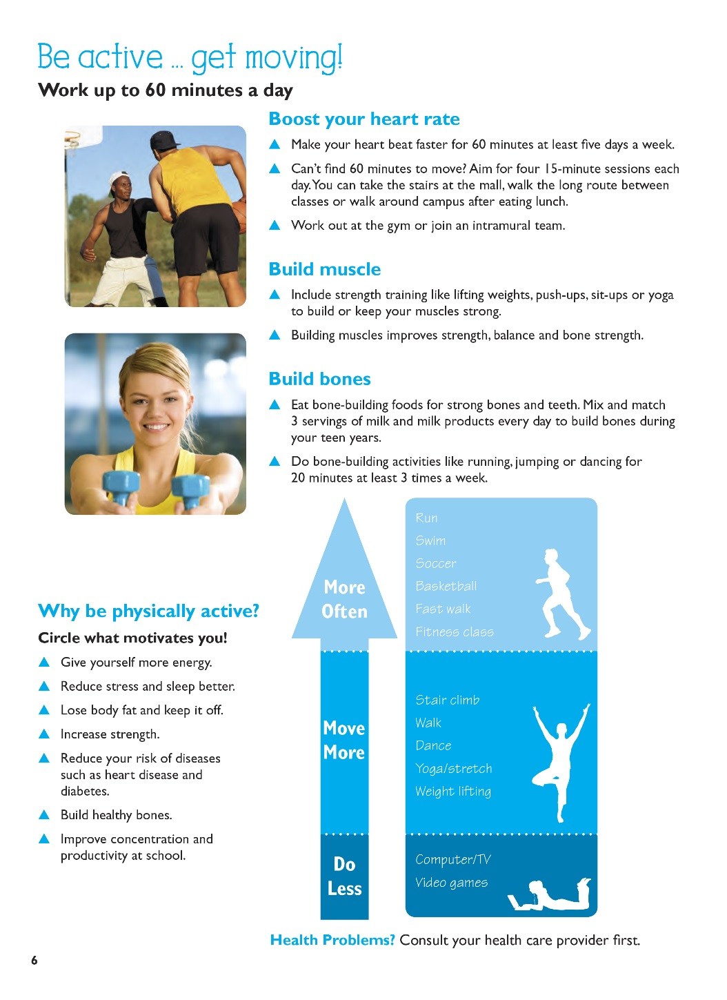 Be active ... get moving!
Work up to 60 minutes a day
Boost your heart rate
▲ Make your heart beat faster for 60 minutes at least five days a week.
▲ Can't find 60 minutes to move? Aim for four 15-minute sessions each
day. You can take the stairs at the mall, walk the long route between
classes or walk around campus after eating lunch.
▲ Work out at the gym or join an intramural team.
Build muscle
▲ Include strength training like lifting weights, push-ups, sit-ups or yoga
to build or keep your muscles strong.
▲ Building muscles improves strength, balance and bone strength.
Build bones
▲ Eat bone-building foods for strong bones and teeth. Mix and match
3 servings of milk and milk products every day to build bones during
your teen years.
▲ Do bone-building activities like running, jumping or dancing for
20 minutes at least 3 times a week.
Why be physically active?
Circle what motivates you!
▲ Give yourself more energy.
▲ Reduce stress and sleep better.
▲ Lose body fat and keep it off.
▲ Increase strength.
▲ Reduce your risk of diseases
such as heart disease and
diabetes.
▲ Build healthy bones.
▲ Improve concentration and
productivity at school.
More
Often
Run
Swim
Soccer
Basketball
Fast walk
Fitness class
Move
More
Stair climb
Walk
Dance
Yoga/stretch
Weight lifting
Do
Less
Computer/TV
Video games
Health Problems? Consult your health care provider first.
6